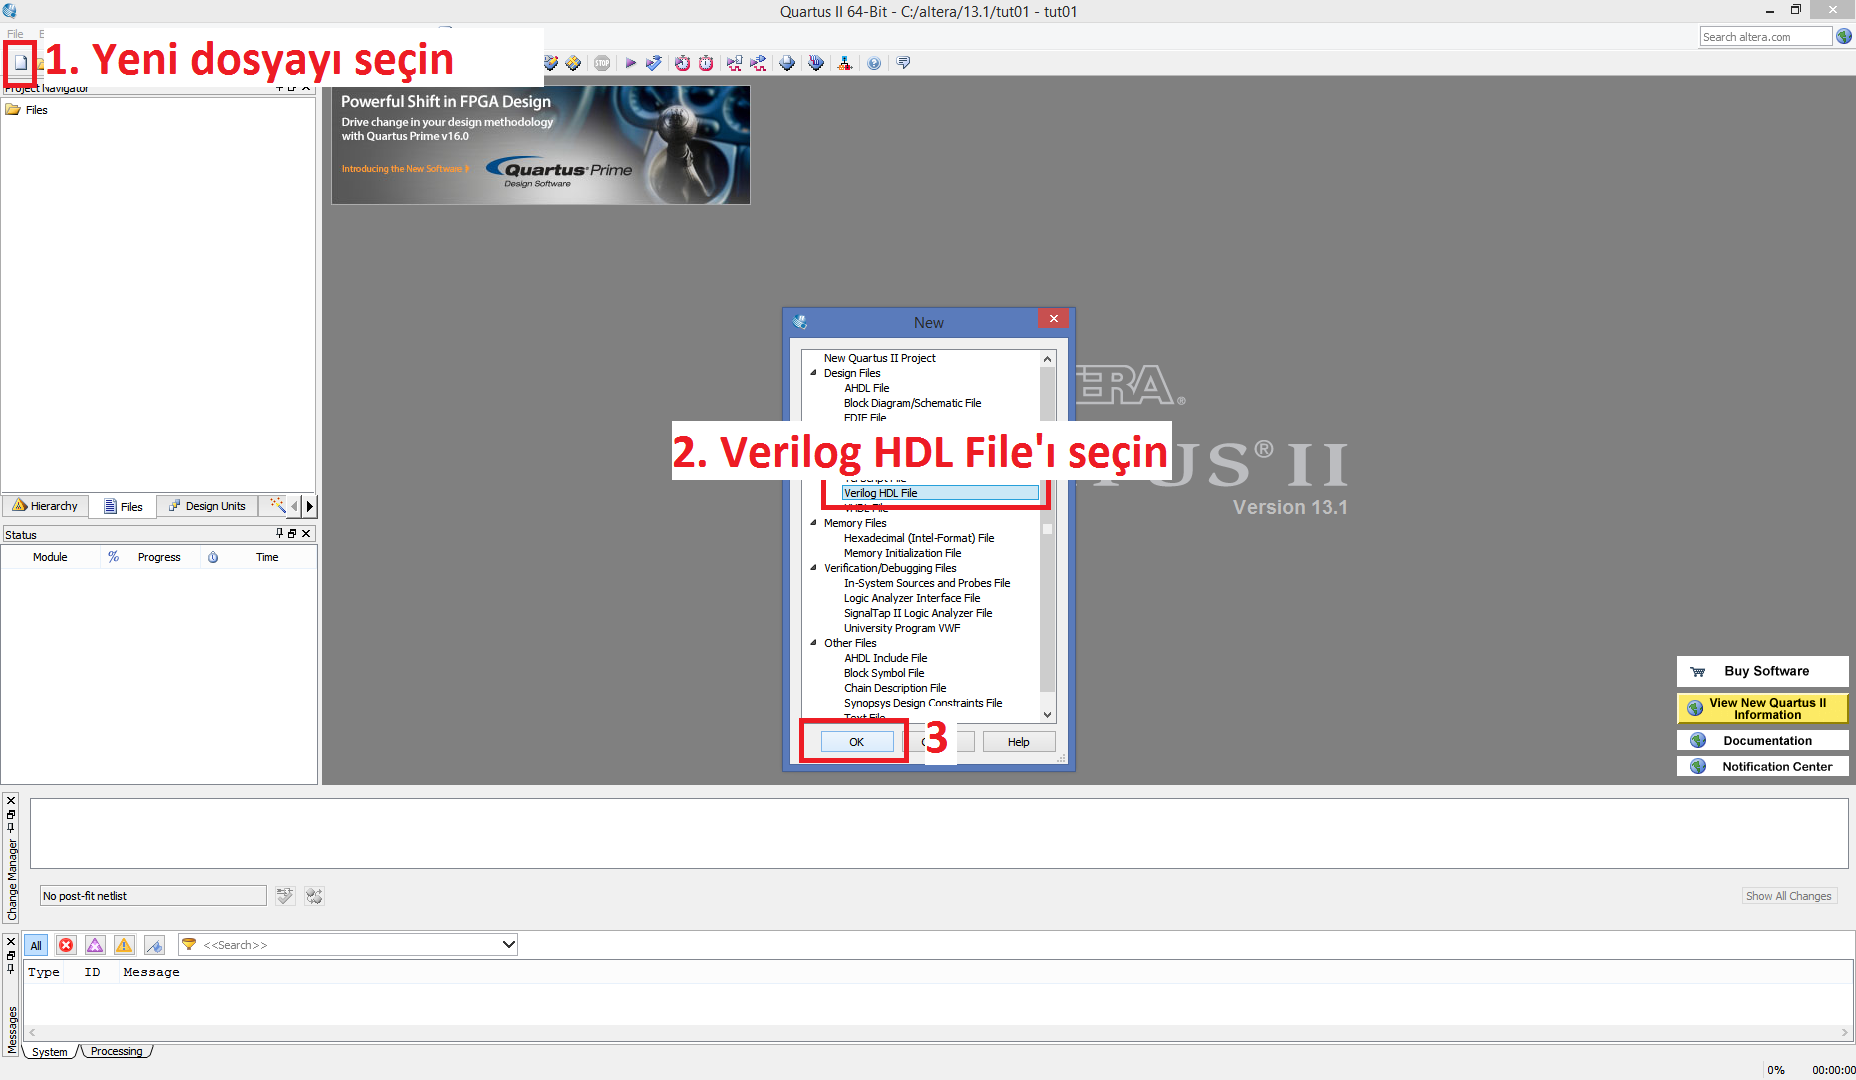 Quartus II 64-Bit - C:/altera/13.1/tut01 - tut01
File
Search altera.com
1. Yeni dosyayı seçin
Project Navigator
Files
Powerful Shift in FPGA Design
Drive change in your design methodology
with Quartus Prime v16.0
Introducing the New Software
Quartus Prime
Design Software
New
New Quartus II Project
Design Files
AHDL File
Block Diagram/Schematic File
EDIF File
2. Verilog HDL File'ı seçin
Tcl Script File
Verilog HDL File
VHDL File
Memory Files
Hexadecimal (Intel-Format) File
Memory Initialization File
Verification/Debugging Files
In-System Sources and Probes File
Logic Analyzer Interface File
SignalTap II Logic Analyzer File
University Program VWF
Other Files
AHDL Include File
Block Symbol File
Chain Description File
Synopsys Design Constraints File
Text File
OK
3
Help
ERA®
US® II
Version 13.1
Hierarchy
Files
Design Units
Status
Module
%
Progress
Time
Buy Software
View New Quartus II
Information
Documentation
Notification Center
Change Manager
No post-fit netlist
Show All Changes
All
<<Search>>
Type ID Message
Messages
System
Processing
0% 00:00:00